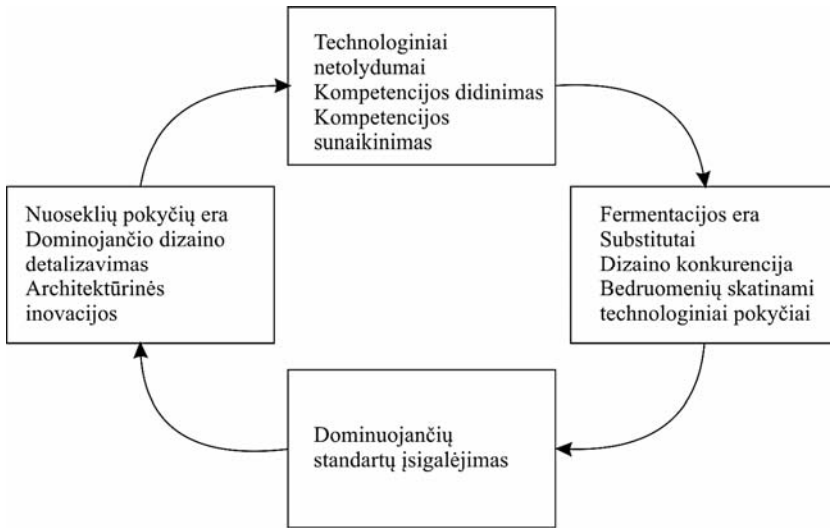 Technologiniai
netolydumai
Kompetencijos didinimas
Kompetencijos
sunaikinimas
Nuoseklių pokyčių era
Dominojančio dizaino
detalizavimas
Architektūrinės
inovacijos
Fermentacijos era
Substitutai
Dizaino konkurencija
Bedruomenių skatinami
technologiniai pokyčiai
Dominuojančių
standartų įsigalėjimas